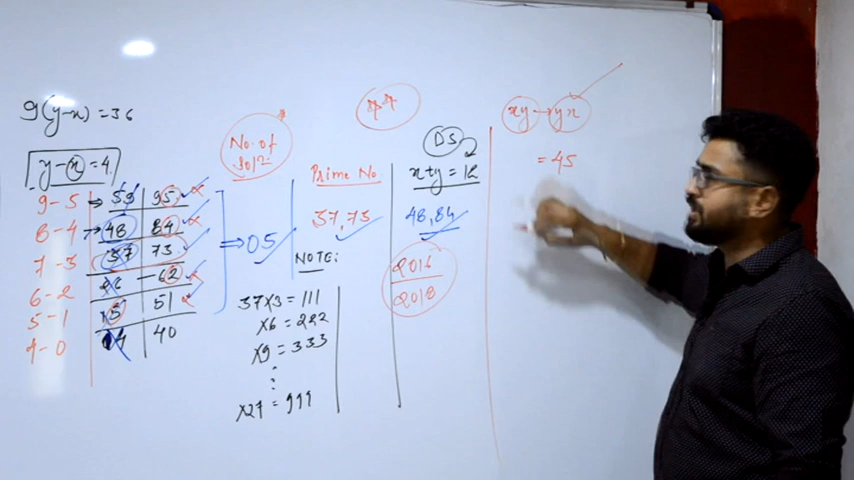 9(y-x) = 36
y-x = 4
9-5 → 59 95
8-4 → 48 84
7-3 37 73
6-2 26 - 62
5-1 15 51
4-0 40
⇒ 05
No. of
Prime No.
37, 73
NOTE:
37×3 = 111
×6 = 222
×9 = 333
⋮
×27 = 999
DS
x+y = 12
48, 84
2016
2018
xy → yx
= 45